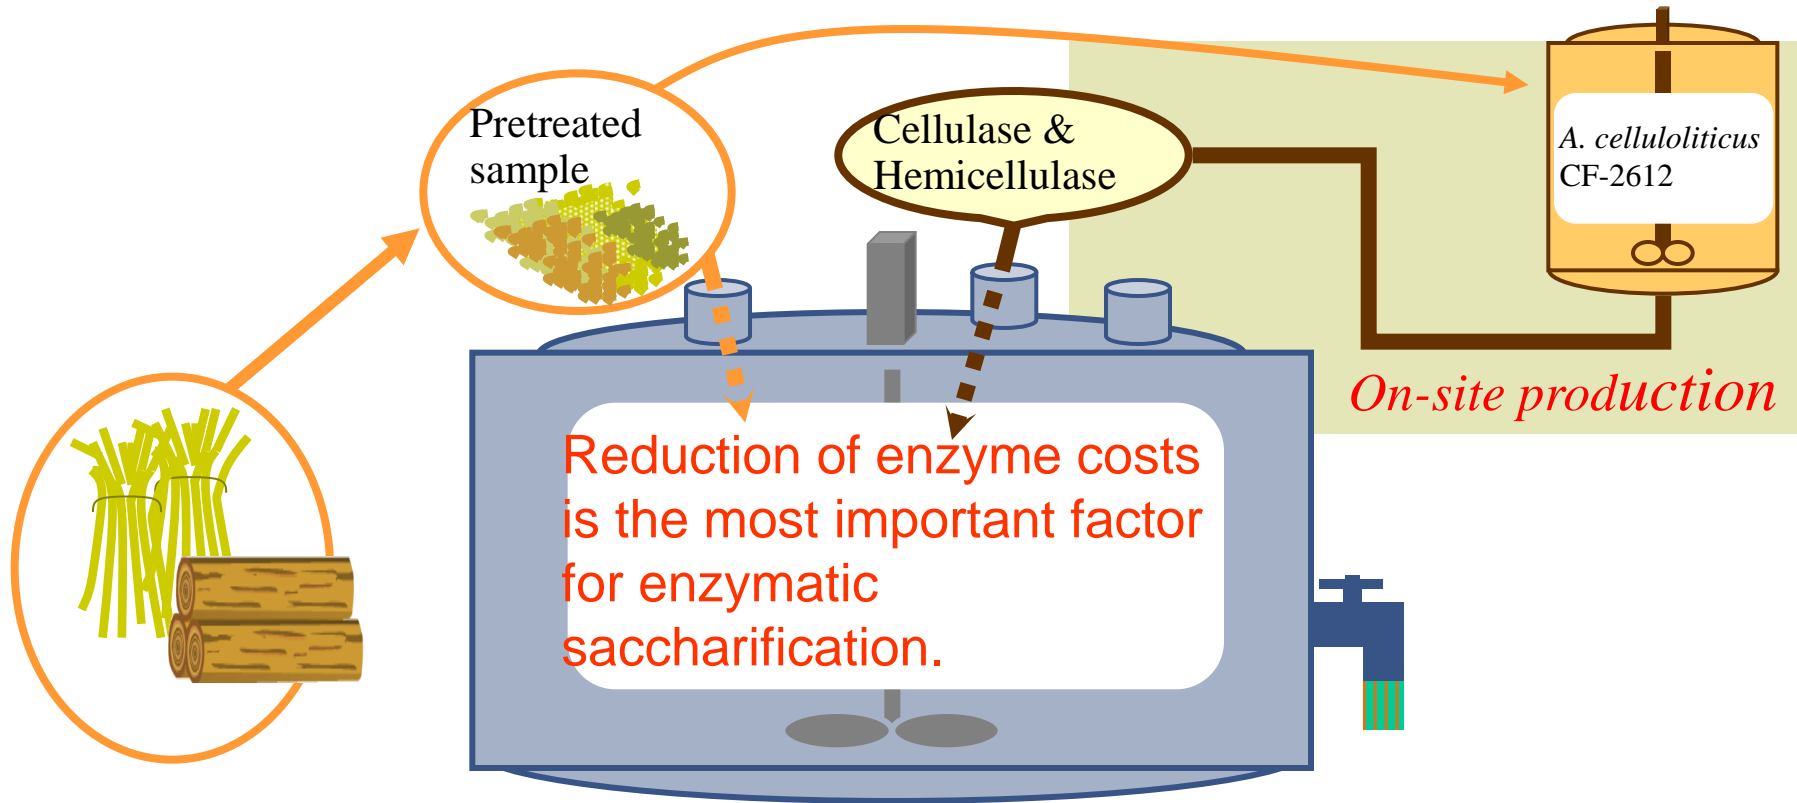 Pretreated
sample
Cellulase &
Hemicellulase
A. celluloliticus
CF-2612
On-site production
Reduction of enzyme costs
is the most important factor
for enzymatic
saccharification.